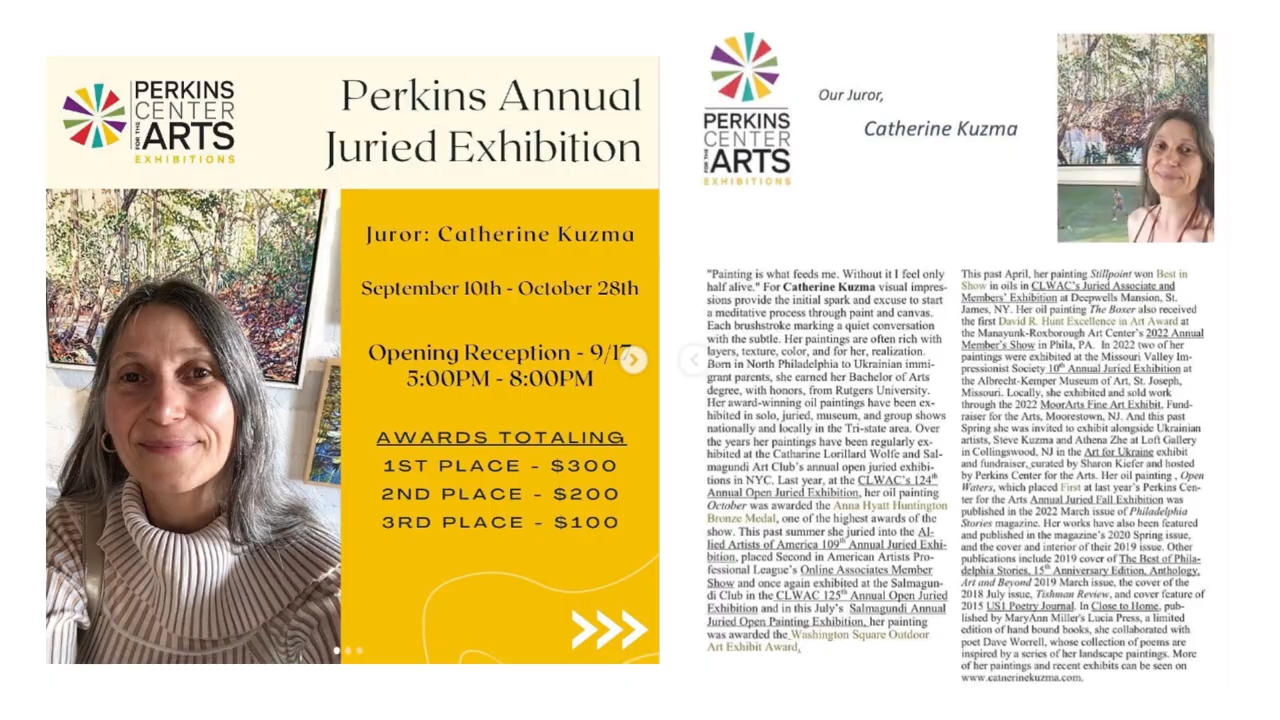 PERKINS
CENTER
FOR THE
ARTS
EXHIBITIONS
Perkins Annual
Juried Exhibition
Juror: Catherine Kuzma
September 10th - October 28th
Opening Reception - 9/17
5:00PM - 8:00PM
AWARDS TOTALING
1ST PLACE - $300
2ND PLACE - $200
3RD PLACE - $100
PERKINS
CENTER
FOR THE
ARTS
EXHIBITIONS
Our Juror,
Catherine Kuzma
"Painting is what feeds me. Without it I feel only
half alive." For Catherine Kuzma visual impres-
sions provide the initial spark and excuse to start
a meditative process through paint and canvas.
Each brushstroke marking a quiet conversation
with the subtle. Her paintings are often rich with
layers, texture, color, and for her, realization.
Born in North Philadelphia to Ukrainian immi-
grant parents, she earned her Bachelor of Arts
degree, with honors, from Rutgers University.
Her award-winning oil paintings have been ex-
hibited in solo, juried, museum, and group shows
nationally and locally in the Tri-state area. Over
the years her paintings have been regularly ex-
hibited at the Catharine Lorillard Wolfe and Sal-
magundi Art Club's annual open juried exhibi-
tions in NYC. Last year, at the CLWAC's 124th
Annual Open Juried Exhibition, her oil painting
October was awarded the Anna Hyatt Huntington
Bronze Medal, one of the highest awards of the
show. This past summer she juried into the Al-
lied Artists of America 109th Annual Juried Exhi-
bition, placed Second in American Artists Pro-
fessional League's Online Associates Member
Show and once again exhibited at the Salmagun-
di Club in the CLWAC 125th Annual Open Juried
Exhibition and in this July's Salmagundi Annual
Juried Open Painting Exhibition, her painting
was awarded the Washington Square Outdoor
Art Exhibit Award.
This past April, her painting Stillpoint won Best in
Show in oils in CLWAC's Juried Associate and
Members' Exhibition at Deepwells Mansion, St.
James, NY. Her oil painting The Boxer also received
the first David R. Hunt Excellence in Art Award at
the Manayunk-Roxborough Art Center's 2022 Annual
Member's Show in Phila, PA. In 2022 two of her
paintings were exhibited at the Missouri Valley Im-
pressionist Society 10th Annual Juried Exhibition at
the Albrecht-Kemper Museum of Art, St. Joseph,
Missouri. Locally, she exhibited and sold work
through the 2022 MoorArts Fine Art Exhibit, Fund-
raiser for the Arts, Moorestown, NJ. And this past
Spring she was invited to exhibit alongside Ukrainian
artists, Steve Kuzma and Athena Zhe at Loft Gallery
in Collingswood, NJ in the Art for Ukraine exhibit
and fundraiser, curated by Sharon Kiefer and hosted
by Perkins Center for the Arts. Her oil painting , Open
Waters, which placed First at last year's Perkins Cen-
ter for the Arts Annual Juried Fall Exhibition was
published in the 2022 March issue of Philadelphia
Stories magazine. Her works have also been featured
and published in the magazine's 2020 Spring issue,
and the cover and interior of their 2019 issue. Other
publications include 2019 cover of The Best of Phila-
delphia Stories, 15th Anniversary Edition, Anthology,
Art and Beyond 2019 March issue, the cover of the
2018 July issue, Tishman Review, and cover feature of
2015 US1 Poetry Journal. In Close to Home, pub-
lished by MaryAnn Miller's Lucia Press, a limited
edition of hand bound books, she collaborated with
poet Dave Worrell, whose collection of poems are
inspired by a series of her landscape paintings. More
of her paintings and recent exhibits can be seen on
www.catherinekuzma.com.